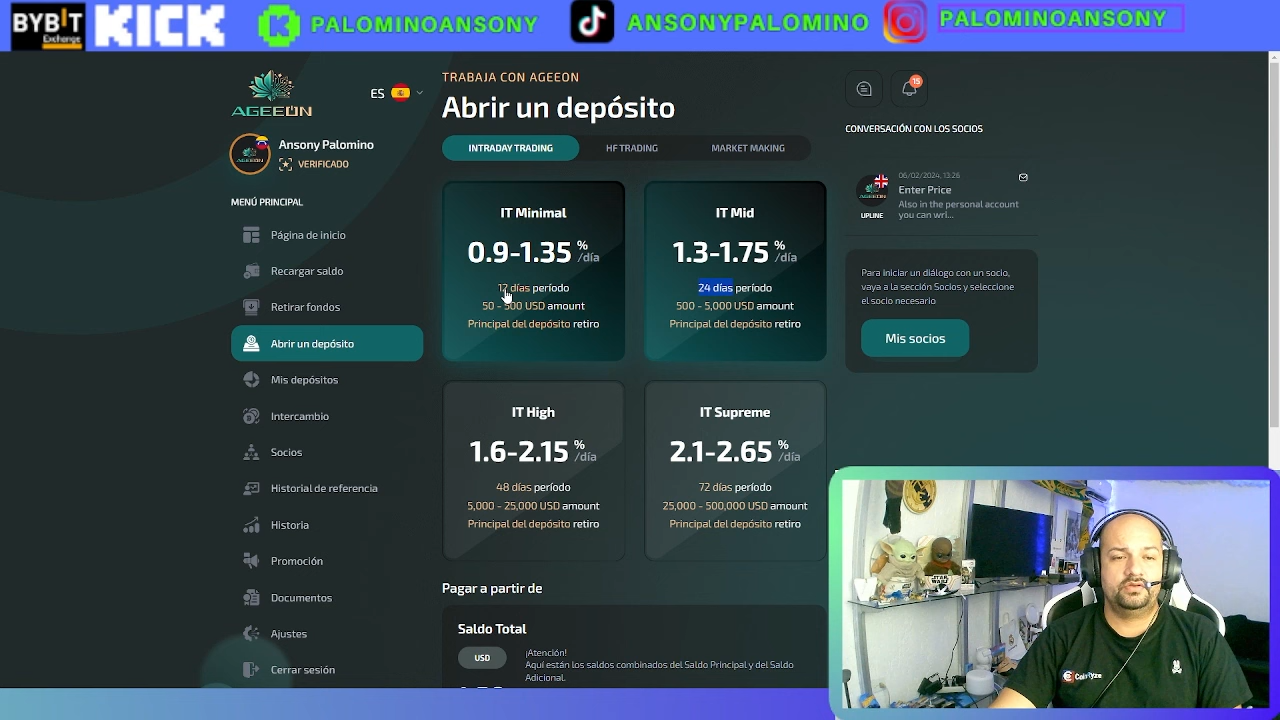 BYBIT
Exchange
KICK
PALOMINOANSONY
ANSONYPALOMINO
PALOMINOANSONY
AGEEÜN
ES
Ansony Palomino
VERIFICADO
MENÚ PRINCIPAL
Página de inicio
Recargar saldo
Retirar fondos
Abrir un depósito
Mis depósitos
Intercambio
Socios
Historial de referencia
Historia
Promoción
Documentos
Ajustes
Cerrar sesión
TRABAJA CON AGEEON
Abrir un depósito
INTRADAY TRADING
HF TRADING
MARKET MAKING
IT Minimal
0.9-1.35 % /día
12 días período
50 - 500 USD amount
Principal del depósito retiro
IT Mid
1.3-1.75 % /día
24 días período
500 - 5,000 USD amount
Principal del depósito retiro
IT High
1.6-2.15 % /día
48 días período
5,000 - 25,000 USD amount
Principal del depósito retiro
IT Supreme
2.1-2.65 % /día
72 días período
25,000 - 500,000 USD amount
Principal del depósito retiro
Pagar a partir de
Saldo Total
USD
¡Atención!
Aquí están los saldos combinados del Saldo Principal y del Saldo
Adicional.
15
CONVERSACIÓN CON LOS SOCIOS
06/02/2024, 13:26
Enter Price
Also in the personal account
you can wri...
UPLINE
Para iniciar un diálogo con un socio,
vaya a la sección Socios y seleccione
el socio necesario
Mis socios
STAR
WARS